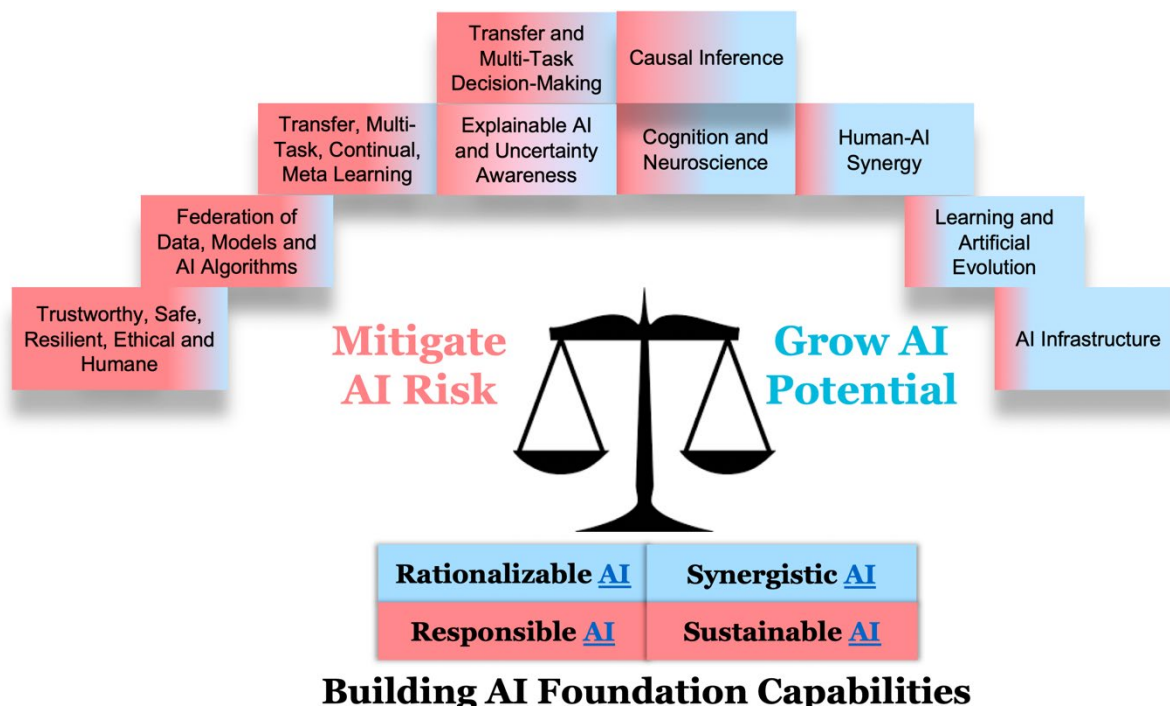 Transfer and
Multi-Task
Decision-Making
Causal Inference
Transfer, Multi-
Task, Continual,
Meta Learning
Explainable AI
and Uncertainty
Awareness
Cognition and
Neuroscience
Human-AI
Synergy
Federation of
Data, Models and
AI Algorithms
Learning and
Artificial
Evolution
Trustworthy, Safe,
Resilient, Ethical and
Humane
AI Infrastructure
Mitigate
AI Risk
Grow AI
Potential
Rationalizable AI
Synergistic AI
Responsible AI
Sustainable AI
Building AI Foundation Capabilities